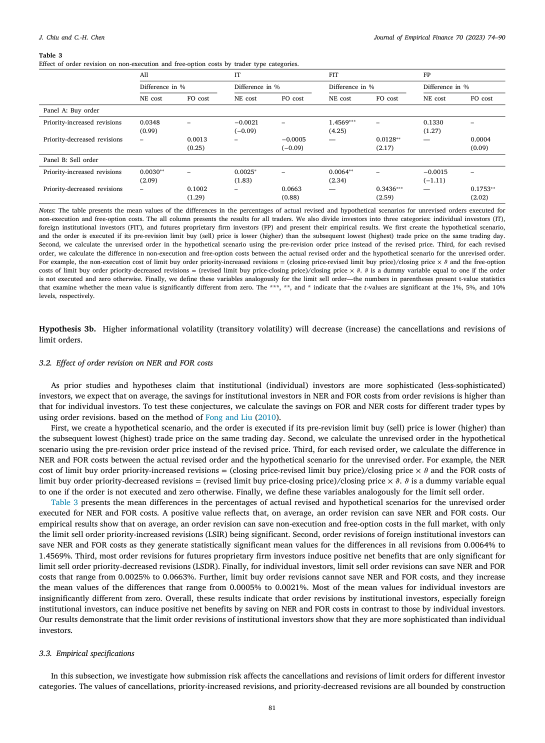 J. Chiu and C.-H. Chen
Journal of Empirical Finance 70 (2023) 74–90
Table 3
Effect of order revision on non-execution and free-option costs by trader type categories.
All IT FIT FP
Difference in % Difference in % Difference in % Difference in %
NE cost FO cost NE cost FO cost NE cost FO cost NE cost FO cost
Panel A: Buy order
Priority-increased revisions 0.0348 – −0.0021 – 1.4569*** – 0.1330 –
(0.99) (−0.09) (4.25) (1.27)
Priority-decreased revisions – 0.0013 – −0.0005 — 0.0128** — 0.0004
(0.25) (−0.09) (2.17) (0.09)
Panel B: Sell order
Priority-increased revisions 0.0030** – 0.0025* – 0.0064** – −0.0015 –
(2.09) (1.83) (2.34) (−1.11)
Priority-decreased revisions – 0.1002 – 0.0663 — 0.3436*** — 0.1753**
(1.29) (0.88) (2.59) (2.02)
Notes: The table presents the mean values of the differences in the percentages of actual revised and hypothetical scenarios for unrevised orders executed for
non-execution and free-option costs. The all column presents the results for all traders. We also divide investors into three categories: individual investors (IT),
foreign institutional investors (FIT), and futures proprietary firm investors (FP) and present their empirical results. We first create the hypothetical scenario,
and the order is executed if its pre-revision limit buy (sell) price is lower (higher) than the subsequent lowest (highest) trade price on the same trading day.
Second, we calculate the unrevised order in the hypothetical scenario using the pre-revision order price instead of the revised price. Third, for each revised
order, we calculate the difference in non-execution and free-option costs between the actual revised order and the hypothetical scenario for the unrevised order.
For example, the non-execution cost of limit buy order priority-increased revisions = (closing price-revised limit buy price)/closing price × θ and the free-option
costs of limit buy order priority-decreased revisions = (revised limit buy price-closing price)/closing price × θ. θ is a dummy variable equal to one if the order
is not executed and zero otherwise. Finally, we define these variables analogously for the limit sell order—the numbers in parentheses present t-value statistics
that examine whether the mean value is significantly different from zero. The ***, **, and * indicate that the t-values are significant at the 1%, 5%, and 10%
levels, respectively.
Hypothesis 3b. Higher informational volatility (transitory volatility) will decrease (increase) the cancellations and revisions of
limit orders.
3.2. Effect of order revision on NER and FOR costs
As prior studies and hypotheses claim that institutional (individual) investors are more sophisticated (less-sophisticated)
investors, we expect that on average, the savings for institutional investors in NER and FOR costs from order revisions is higher than
that for individual investors. To test these conjectures, we calculate the savings on FOR and NER costs for different trader types by
using order revisions. based on the method of Fong and Liu (2010).
First, we create a hypothetical scenario, and the order is executed if its pre-revision limit buy (sell) price is lower (higher) than
the subsequent lowest (highest) trade price on the same trading day. Second, we calculate the unrevised order in the hypothetical
scenario using the pre-revision order price instead of the revised price. Third, for each revised order, we calculate the difference in
NER and FOR costs between the actual revised order and the hypothetical scenario for the unrevised order. For example, the NER
cost of limit buy order priority-increased revisions = (closing price-revised limit buy price)/closing price × θ and the FOR costs of
limit buy order priority-decreased revisions = (revised limit buy price-closing price)/closing price × θ. θ is a dummy variable equal
to one if the order is not executed and zero otherwise. Finally, we define these variables analogously for the limit sell order.
Table 3 presents the mean differences in the percentages of actual revised and hypothetical scenarios for the unrevised order
executed for NER and FOR costs. A positive value reflects that, on average, an order revision can save NER and FOR costs. Our
empirical results show that on average, an order revision can save non-execution and free-option costs in the full market, with only
the limit sell order priority-increased revisions (LSIR) being significant. Second, order revisions of foreign institutional investors can
save NER and FOR costs as they generate statistically significant mean values for the differences in all revisions from 0.0064% to
1.4569%. Third, most order revisions for futures proprietary firm investors induce positive net benefits that are only significant for
limit sell order priority-decreased revisions (LSDR). Finally, for individual investors, limit sell order revisions can save NER and FOR
costs that range from 0.0025% to 0.0663%. Further, limit buy order revisions cannot save NER and FOR costs, and they increase
the mean values of the differences that range from 0.0005% to 0.0021%. Most of the mean values for individual investors are
insignificantly different from zero. Overall, these results indicate that order revisions by institutional investors, especially foreign
institutional investors, can induce positive net benefits by saving on NER and FOR costs in contrast to those by individual investors.
Our results demonstrate that the limit order revisions of institutional investors show that they are more sophisticated than individual
investors.
3.3. Empirical specifications
In this subsection, we investigate how submission risk affects the cancellations and revisions of limit orders for different investor
categories. The values of cancellations, priority-increased revisions, and priority-decreased revisions are all bounded by construction
81